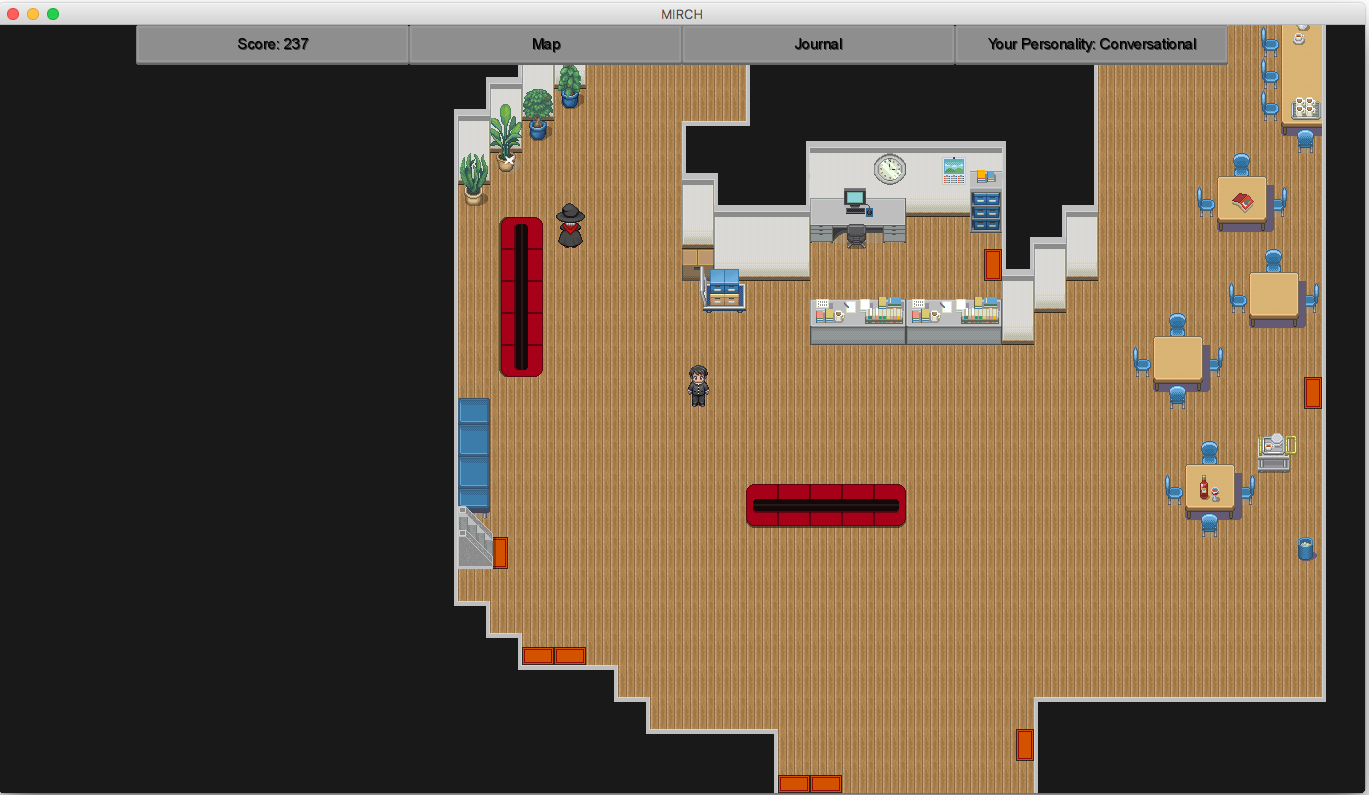 MIRCH
Score: 237
Map
Journal
Your Personality: Conversational